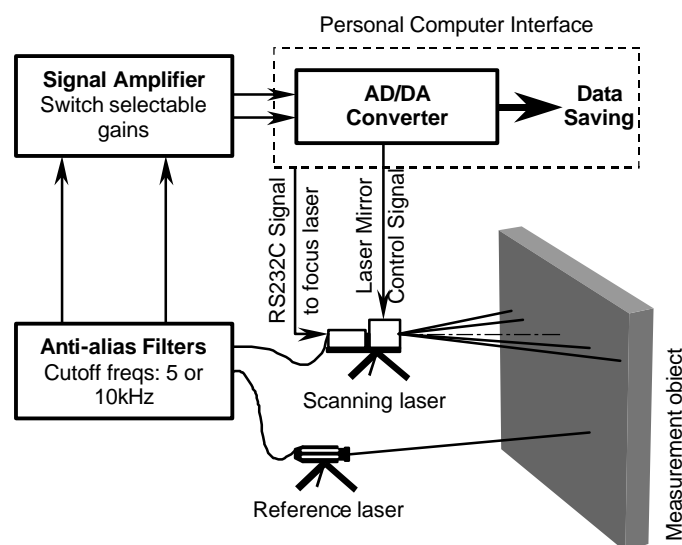 Personal Computer Interface
Signal Amplifier
Switch selectable
gains
AD/DA
Converter
Data
Saving
RS232C Signal
to focus laser
Laser Mirror
Control Signal
Anti-alias Filters
Cutoff freqs: 5 or
10kHz
Scanning laser
Reference laser
Measurement object